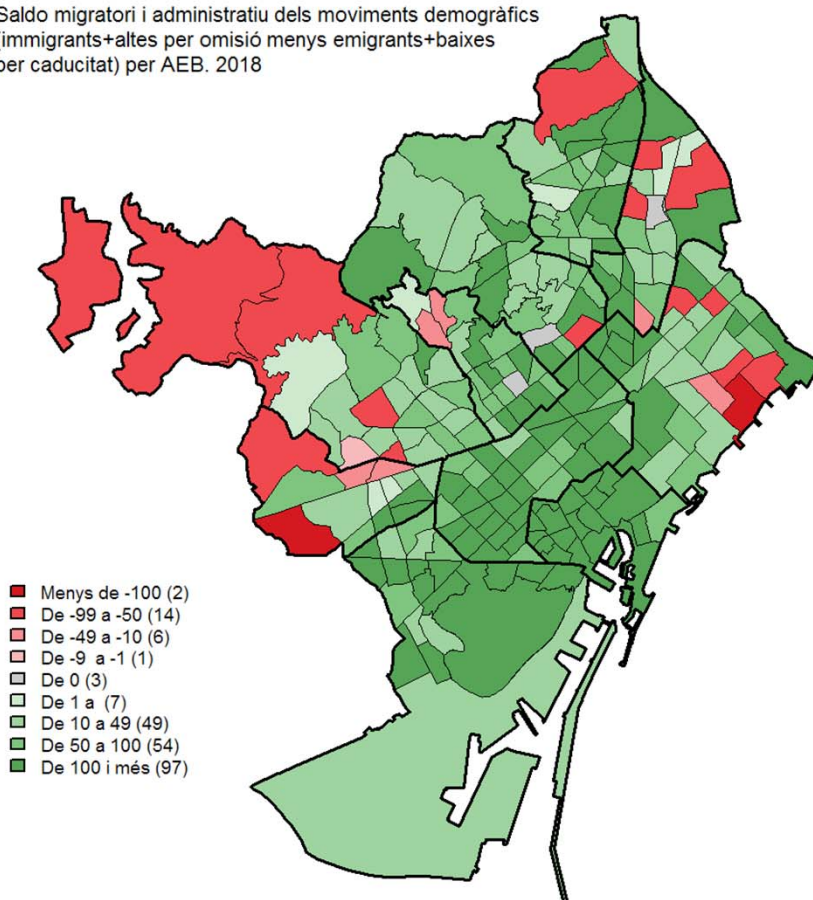 Saldo migratori i administratiu dels moviments demogràfics
(immigrants+altes per omisió menys emigrants+baixes
per caducitat) per AEB. 2018
Menys de -100 (2)
De -99 a -50 (14)
De -49 a -10 (6)
De -9 a -1 (1)
De 0 (3)
De 1 a (7)
De 10 a 49 (49)
De 50 a 100 (54)
De 100 i més (97)